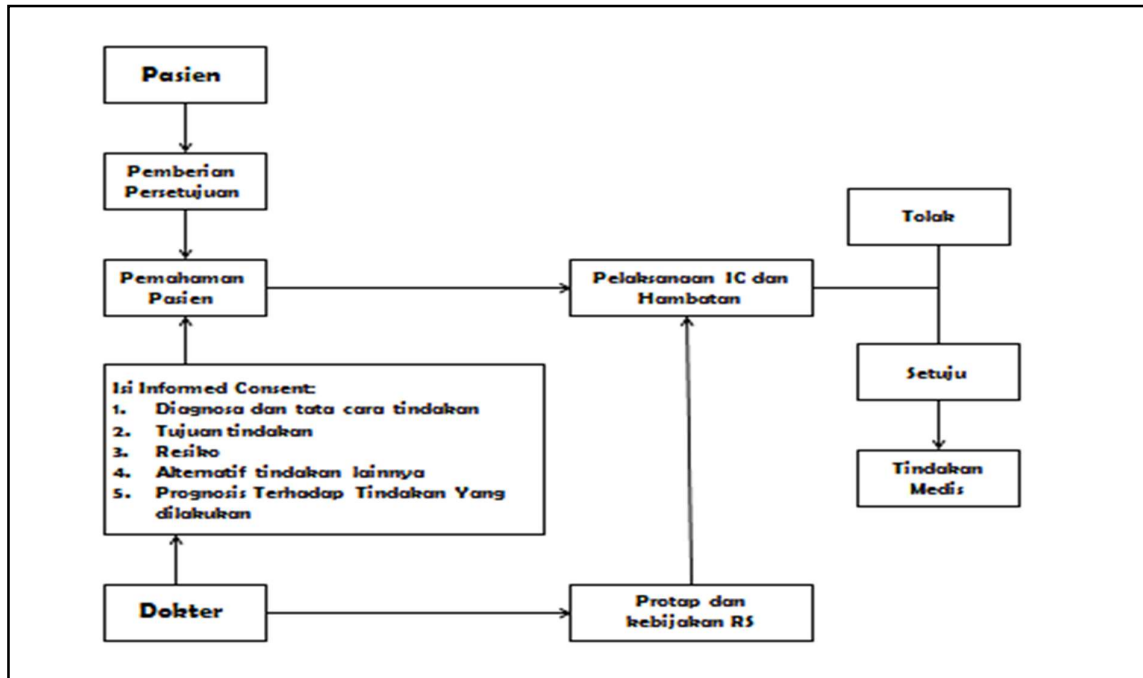 Pasien
Pemberian
Persetujuan
Tolak
Pemahaman
Pasien
Pelaksanaan IC dan
Hambatan
Setuju
Isi Informed Consent:
1. Diagnosa dan tata cara tindakan
2. Tujuan tindakan
3. Resiko
4. Alternatif tindakan lainnya
5. Prognosis Terhadap Tindakan Yang
dilakukan
Tindakan
Medis
Dokter
Protap dan
kebijakan RS